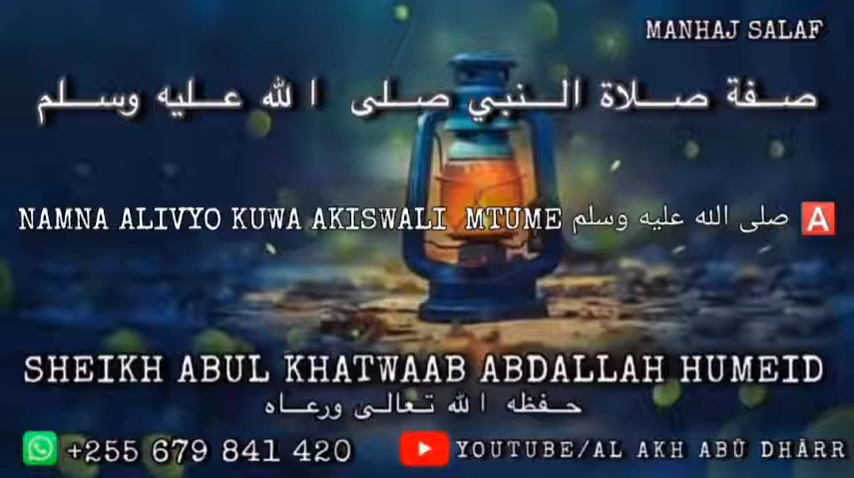 MANHAJ SALAF
صفة صلاة النبي صلى الله عليه وسلم
NAMNA ALIVYO KUWA AKISWALI MTUME صلى الله عليه وسلم 🅰
SHEIKH ABUL KHATWAAB ABDALLAH HUMEID
حفظه الله تعالى ورعاه
+255 679 841 420
YOUTUBE/AL AKH ABŪ DHĀRR